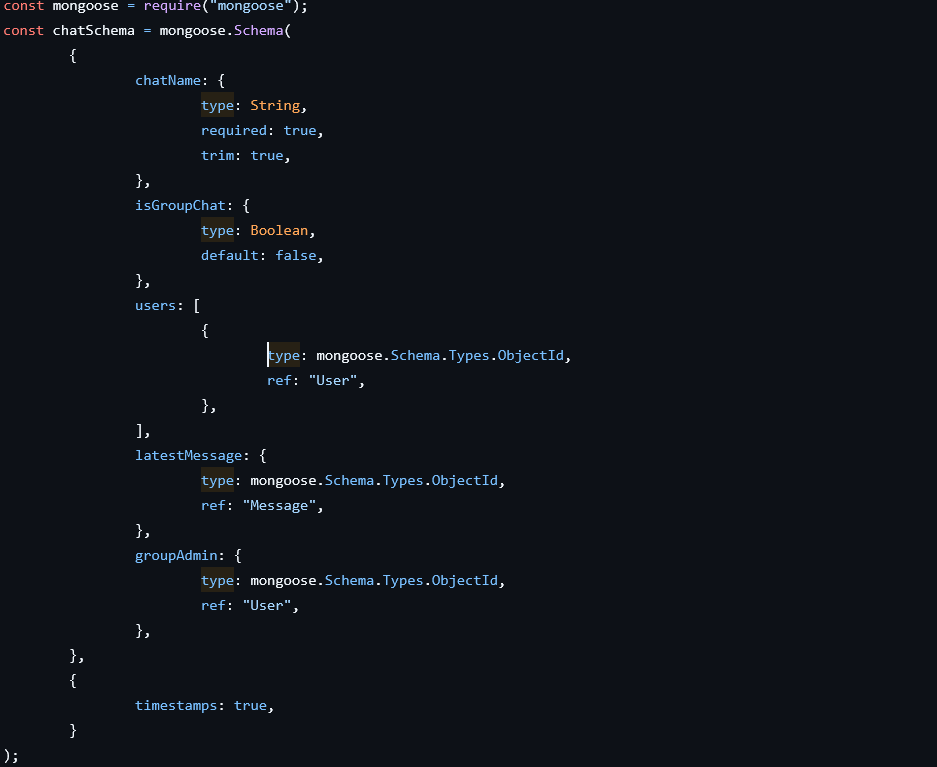 const mongoose = require("mongoose");
const chatSchema = mongoose.Schema(
	{
		chatName: {
			type: String,
			required: true,
			trim: true,
		},
		isGroupChat: {
			type: Boolean,
			default: false,
		},
		users: [
			{
				type: mongoose.Schema.Types.ObjectId,
				ref: "User",
			},
		],
		latestMessage: {
			type: mongoose.Schema.Types.ObjectId,
			ref: "Message",
		},
		groupAdmin: {
			type: mongoose.Schema.Types.ObjectId,
			ref: "User",
		},
	},
	{
		timestamps: true,
	}
);